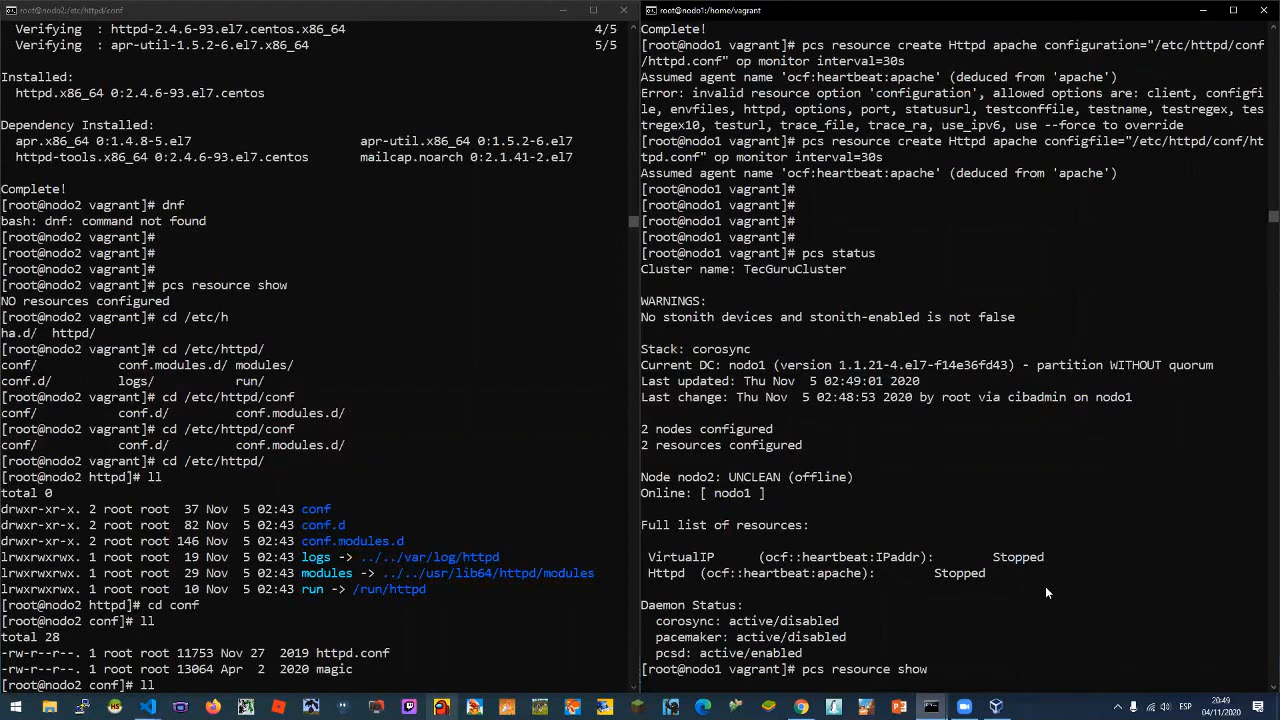 root@nodo2:/etc/httpd/conf
Verifying  : httpd-2.4.6-93.el7.centos.x86_64 4/5
Verifying  : apr-util-1.5.2-6.el7.x86_64 5/5
Installed:
httpd.x86_64 0:2.4.6-93.el7.centos
Dependency Installed:
apr.x86_64 0:1.4.8-5.el7 apr-util.x86_64 0:1.5.2-6.el7
httpd-tools.x86_64 0:2.4.6-93.el7.centos mailcap.noarch 0:2.1.41-2.el7
Complete!
[root@nodo2 vagrant]# dnf
bash: dnf: command not found
[root@nodo2 vagrant]#
[root@nodo2 vagrant]#
[root@nodo2 vagrant]#
[root@nodo2 vagrant]# pcs resource show
NO resources configured
[root@nodo2 vagrant]# cd /etc/h
ha.d/  httpd/
[root@nodo2 vagrant]# cd /etc/httpd/
conf/ conf.modules.d/ modules/
conf.d/ logs/ run/
[root@nodo2 vagrant]# cd /etc/httpd/conf
conf/ conf.d/ conf.modules.d/
[root@nodo2 vagrant]# cd /etc/httpd/conf
conf/ conf.d/ conf.modules.d/
[root@nodo2 vagrant]# cd /etc/httpd/
[root@nodo2 httpd]# ll
total 0
drwxr-xr-x. 2 root root  37 Nov  5 02:43 conf
drwxr-xr-x. 2 root root  82 Nov  5 02:43 conf.d
drwxr-xr-x. 2 root root 146 Nov  5 02:43 conf.modules.d
lrwxrwxrwx. 1 root root  19 Nov  5 02:43 logs -> ../../var/log/httpd
lrwxrwxrwx. 1 root root  29 Nov  5 02:43 modules -> ../../usr/lib64/httpd/modules
lrwxrwxrwx. 1 root root  10 Nov  5 02:43 run -> /run/httpd
[root@nodo2 httpd]# cd conf
[root@nodo2 conf]# ll
total 28
-rw-r--r--. 1 root root 11753 Nov 27  2019 httpd.conf
-rw-r--r--. 1 root root 13064 Apr  2  2020 magic
[root@nodo2 conf]# ll
root@nodo1:/home/vagrant
Complete!
[root@nodo1 vagrant]# pcs resource create Httpd apache configuration="/etc/httpd/conf
/httpd.conf" op monitor interval=30s
Assumed agent name 'ocf:heartbeat:apache' (deduced from 'apache')
Error: invalid resource option 'configuration', allowed options are: client, configfi
le, envfiles, httpd, options, port, statusurl, testconffile, testname, testregex, tes
tregex10, testurl, trace_file, trace_ra, use_ipv6, use --force to override
[root@nodo1 vagrant]# pcs resource create Httpd apache configfile="/etc/httpd/conf/ht
tpd.conf" op monitor interval=30s
Assumed agent name 'ocf:heartbeat:apache' (deduced from 'apache')
[root@nodo1 vagrant]#
[root@nodo1 vagrant]#
[root@nodo1 vagrant]#
[root@nodo1 vagrant]#
[root@nodo1 vagrant]# pcs status
Cluster name: TecGuruCluster
WARNINGS:
No stonith devices and stonith-enabled is not false
Stack: corosync
Current DC: nodo1 (version 1.1.21-4.el7-f14e36fd43) - partition WITHOUT quorum
Last updated: Thu Nov  5 02:49:01 2020
Last change: Thu Nov  5 02:48:53 2020 by root via cibadmin on nodo1
2 nodes configured
2 resources configured
Node nodo2: UNCLEAN (offline)
Online: [ nodo1 ]
Full list of resources:
VirtualIP (ocf::heartbeat:IPaddr): Stopped
Httpd (ocf::heartbeat:apache): Stopped
Daemon Status:
corosync: active/disabled
pacemaker: active/disabled
pcsd: active/enabled
[root@nodo1 vagrant]# pcs resource show
ESP
20:49
04/11/2020